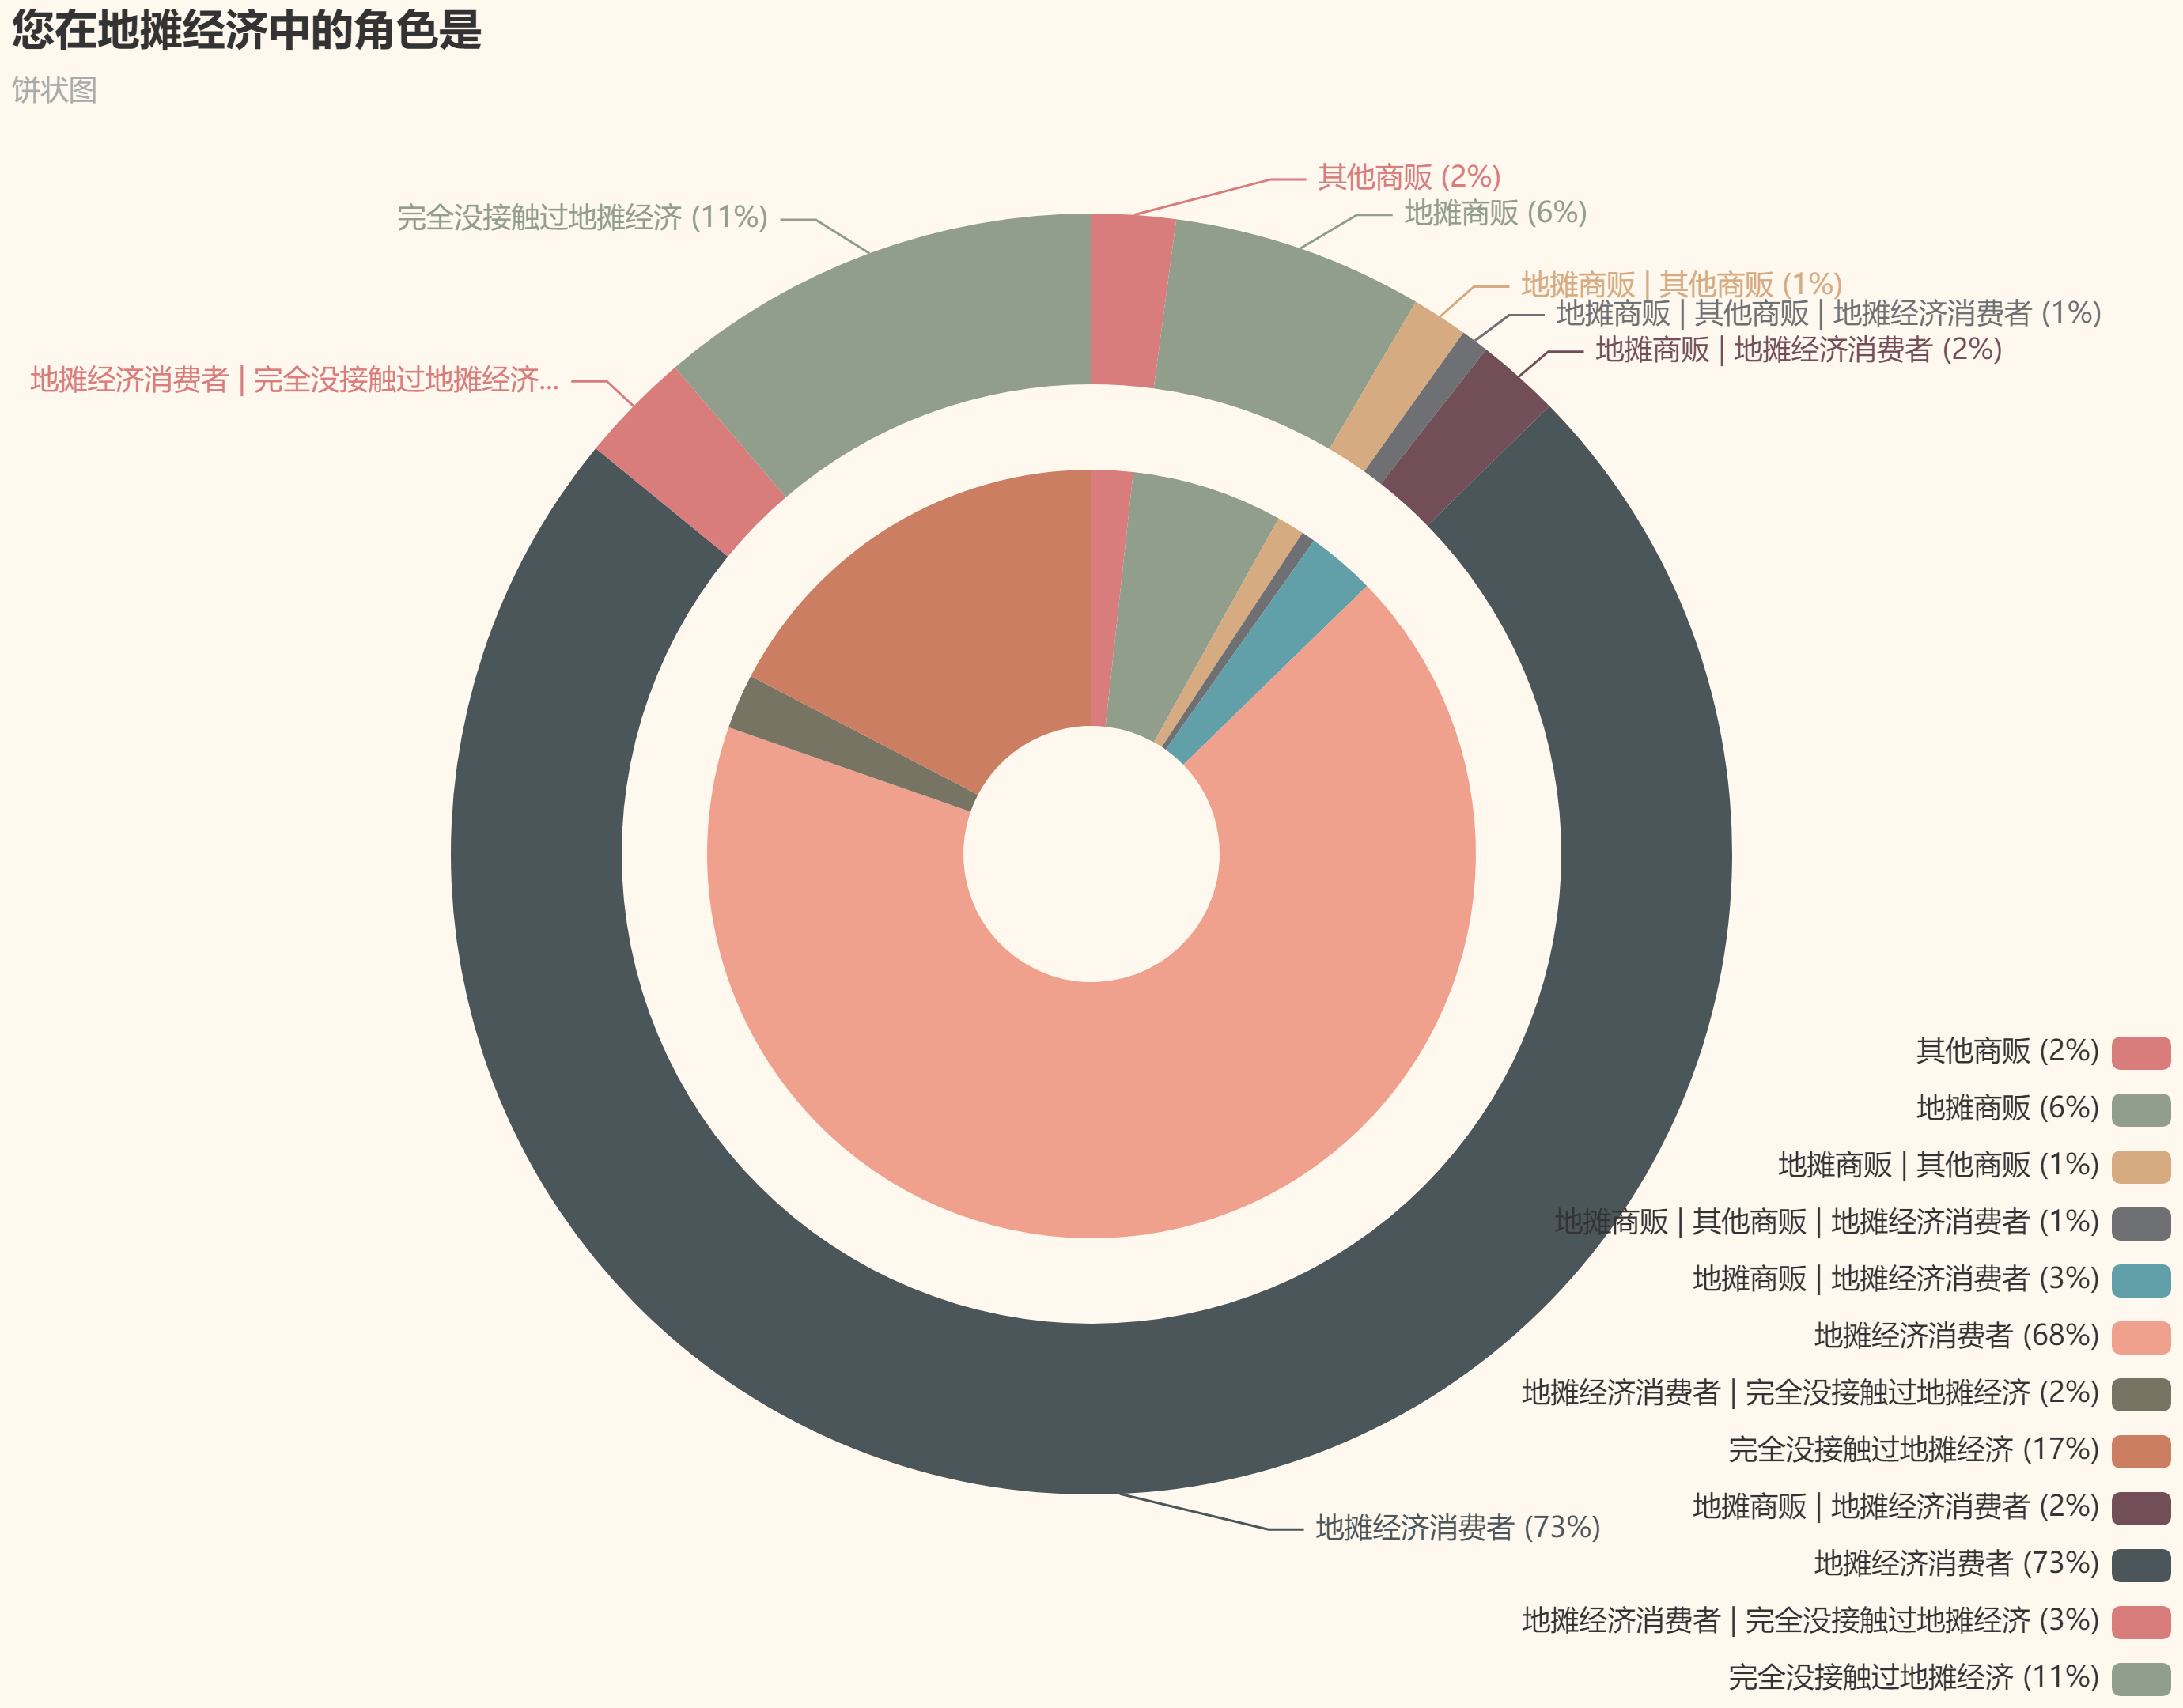 您在地摊经济中的角色是
饼状图
其他商贩 (2%)
地摊商贩 (6%)
完全没接触过地摊经济 (11%)
地摊商贩 | 其他商贩 (1%)
地摊商贩 | 其他商贩 | 地摊经济消费者 (1%)
地摊商贩 | 地摊经济消费者 (2%)
地摊经济消费者 | 完全没接触过地摊经济...
地摊经济消费者 (73%)
其他商贩 (2%)
地摊商贩 (6%)
地摊商贩 | 其他商贩 (1%)
地摊商贩 | 其他商贩 | 地摊经济消费者 (1%)
地摊商贩 | 地摊经济消费者 (3%)
地摊经济消费者 (68%)
地摊经济消费者 | 完全没接触过地摊经济 (2%)
完全没接触过地摊经济 (17%)
地摊商贩 | 地摊经济消费者 (2%)
地摊经济消费者 (73%)
地摊经济消费者 | 完全没接触过地摊经济 (3%)
完全没接触过地摊经济 (11%)